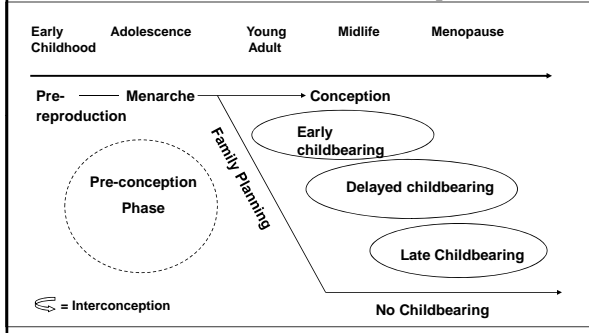 Early
Childhood
Adolescence
Young
Adult
Midlife
Menopause
Pre-
reproduction
Menarche
Conception
Family Planning
Early
childbearing
Pre-conception
Phase
Delayed childbearing
Late Childbearing
= Interconception
No Childbearing